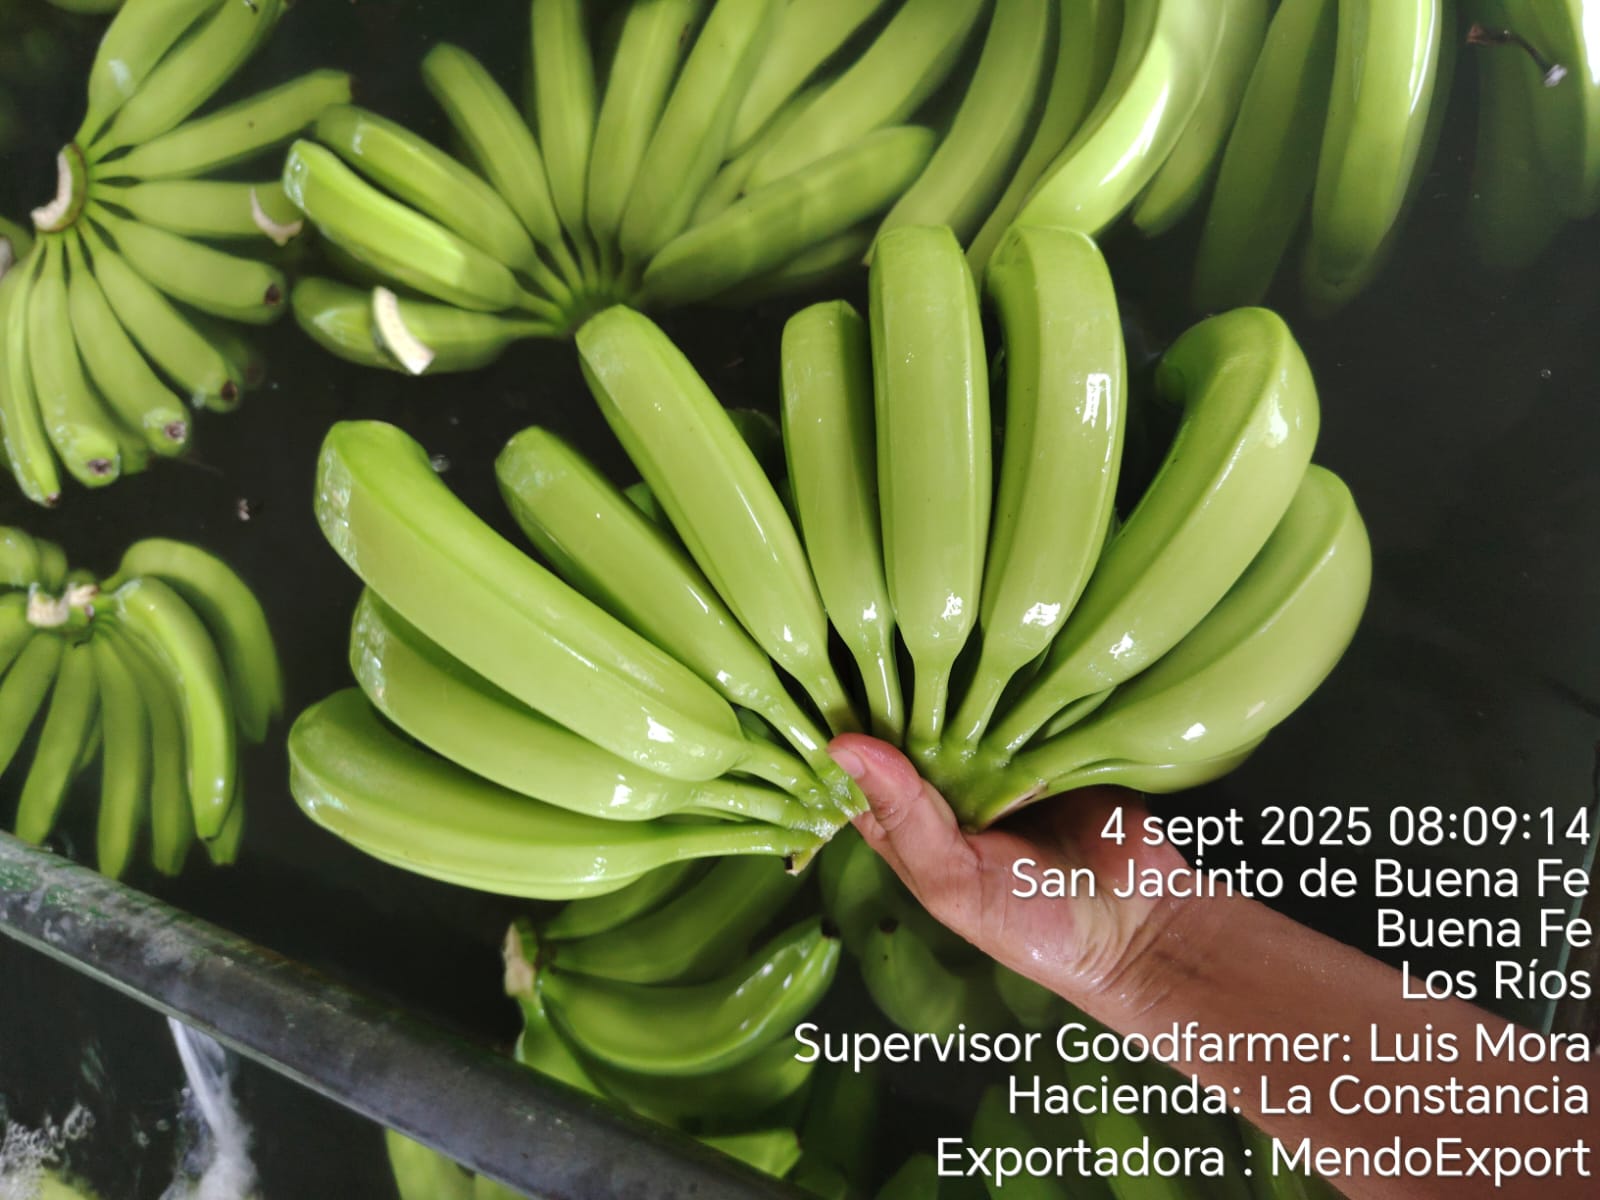 4 sept 2025 08:09:14
San Jacinto de Buena Fe
Buena Fe
Los Ríos
Supervisor Goodfarmer: Luis Mora
Hacienda: La Constancia
Exportadora : MendoExport